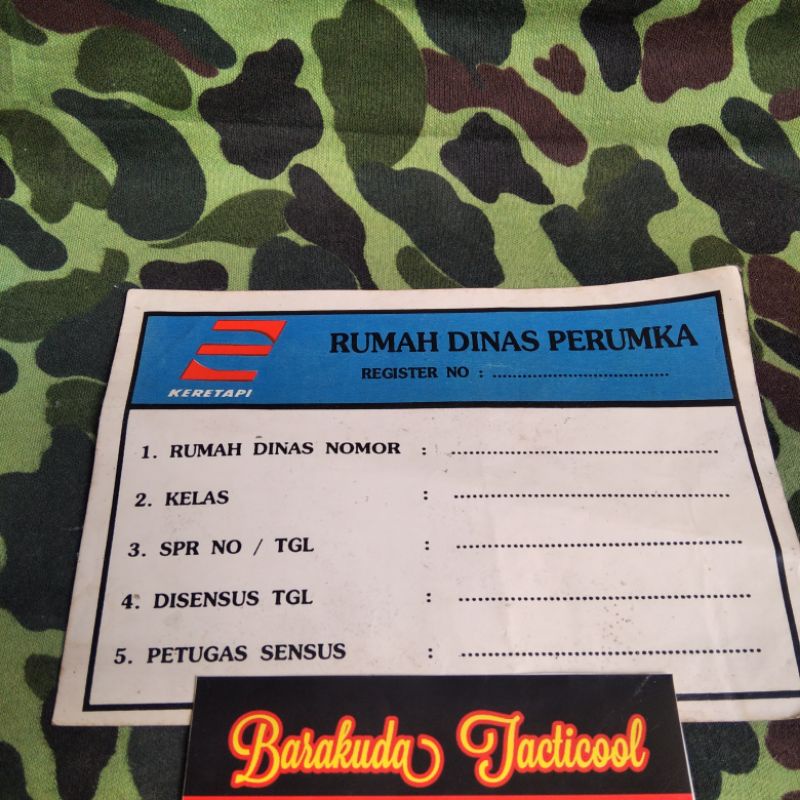 KERETAPI
RUMAH DINAS PERUMKA
REGISTER NO : ........................................
1. RUMAH DINAS NOMOR : ........................................
2. KELAS : ........................................
3. SPR NO / TGL : ........................................
4. DISENSUS TGL : ........................................
5. PETUGAS SENSUS : ........................................
Barakuda Tacticool